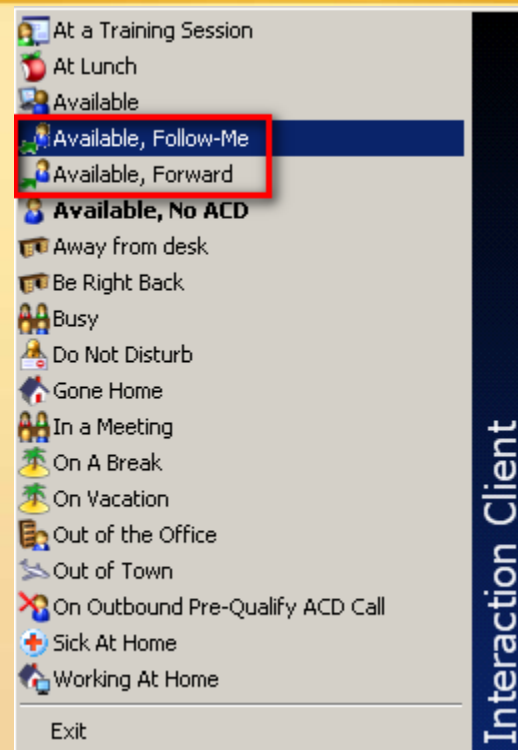 At a Training Session
At Lunch
Available
Available, Follow-Me
Available, Forward
Available, No ACD
Away from desk
Be Right Back
Busy
Do Not Disturb
Gone Home
In a Meeting
On A Break
On Vacation
Out of the Office
Out of Town
On Outbound Pre-Qualify ACD Call
Sick At Home
Working At Home
Exit
Interaction Client